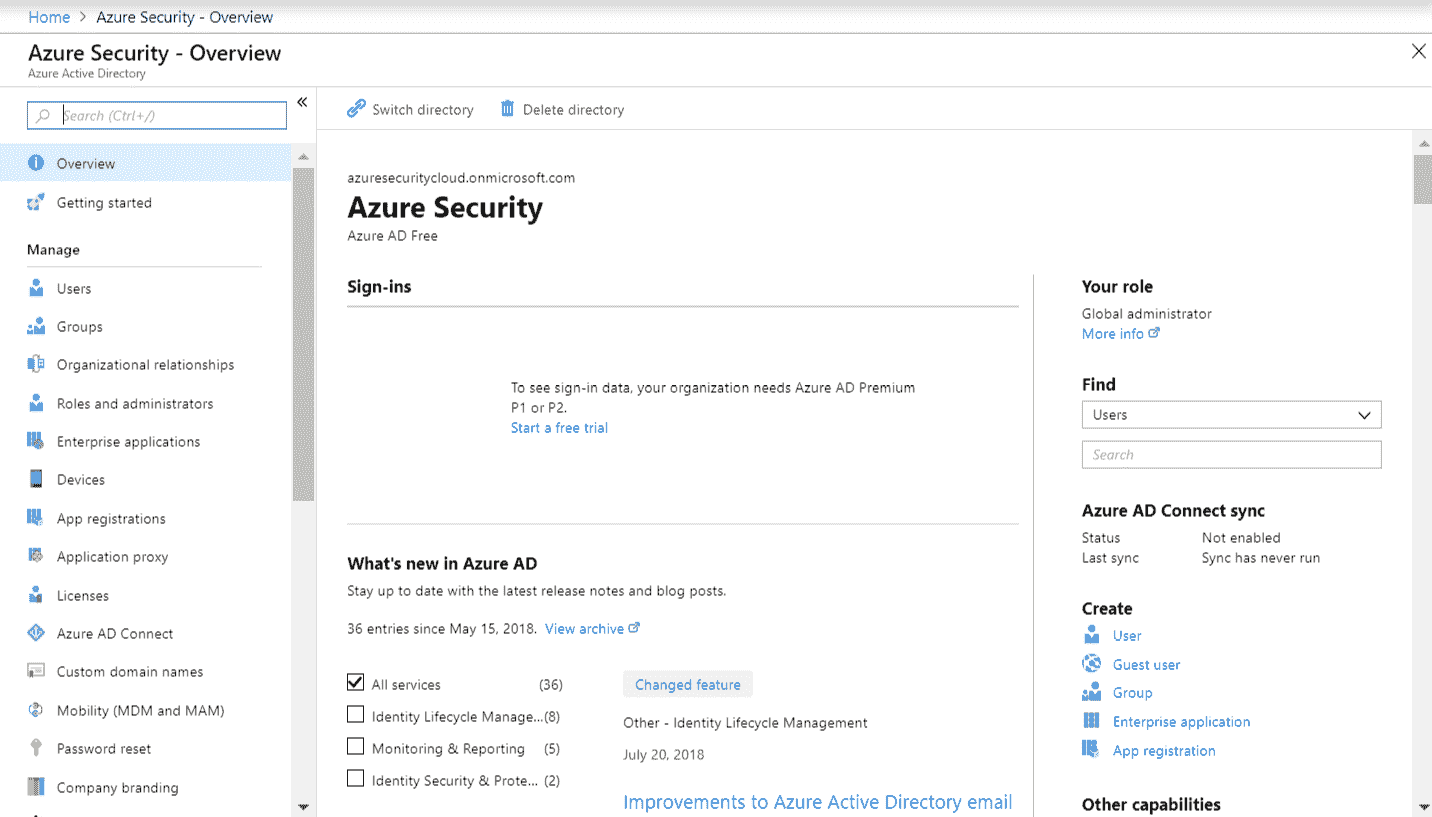 Home > Azure Security - Overview
Azure Security - Overview
Azure Active Directory
Search (Ctrl+/)
«
Overview
Getting started
Manage
Users
Groups
Organizational relationships
Roles and administrators
Enterprise applications
Devices
App registrations
Application proxy
Licenses
Azure AD Connect
Custom domain names
Mobility (MDM and MAM)
Password reset
Company branding
Switch directory
Delete directory
azuresecuritycloud.onmicrosoft.com
Azure Security
Azure AD Free
Sign-ins
To see sign-in data, your organization needs Azure AD Premium
P1 or P2.
Start a free trial
What's new in Azure AD
Stay up to date with the latest release notes and blog posts.
36 entries since May 15, 2018. View archive
All services (36)
Identity Lifecycle Manage... (8)
Monitoring & Reporting (5)
Identity Security & Prote... (2)
Changed feature
Other - Identity Lifecycle Management
July 20, 2018
Improvements to Azure Active Directory email
Your role
Global administrator
More info
Find
Users
Search
Azure AD Connect sync
Status Not enabled
Last sync Sync has never run
Create
User
Guest user
Group
Enterprise application
App registration
Other capabilities